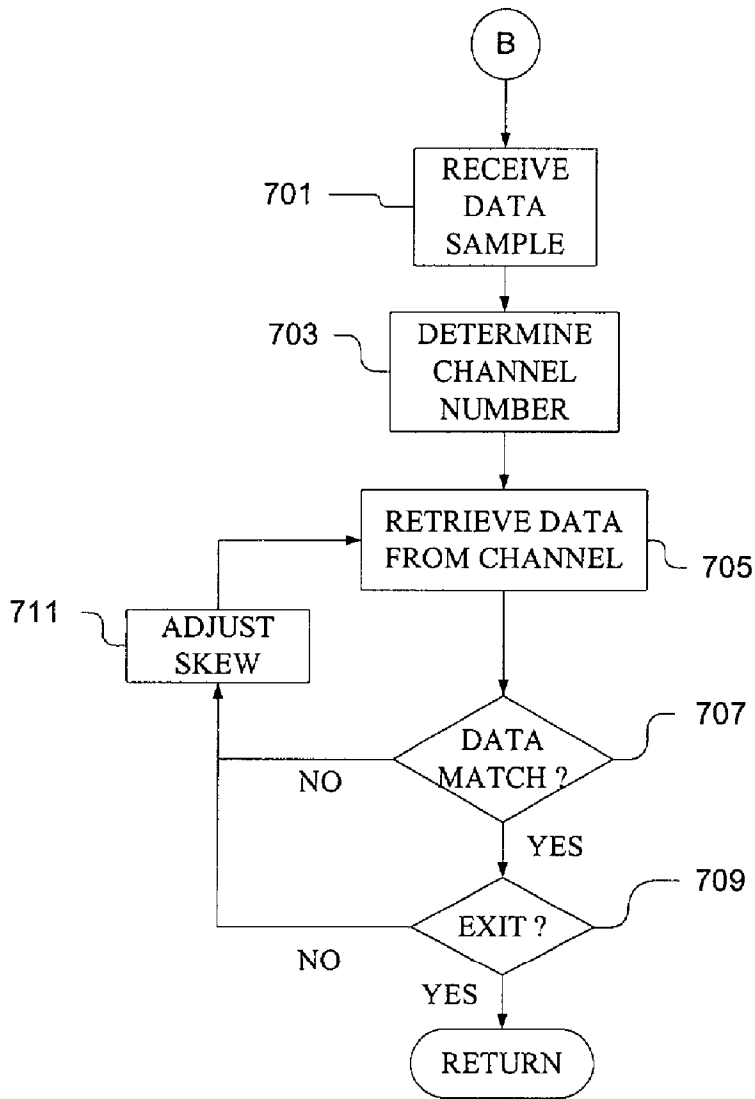 B
701
RECEIVE
DATA
SAMPLE
703
DETERMINE
CHANNEL
NUMBER
RETRIEVE DATA
FROM CHANNEL
705
711
ADJUST
SKEW
707
DATA
MATCH ?
NO
YES
709
EXIT ?
NO
YES
RETURN